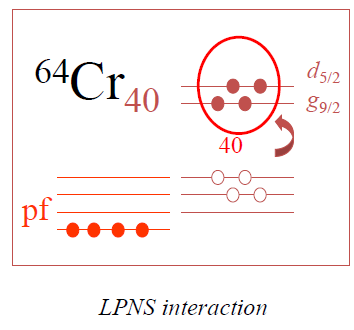 ⁶⁴Cr₄₀
d₅/₂
g₉/₂
40
pf
LPNS interaction